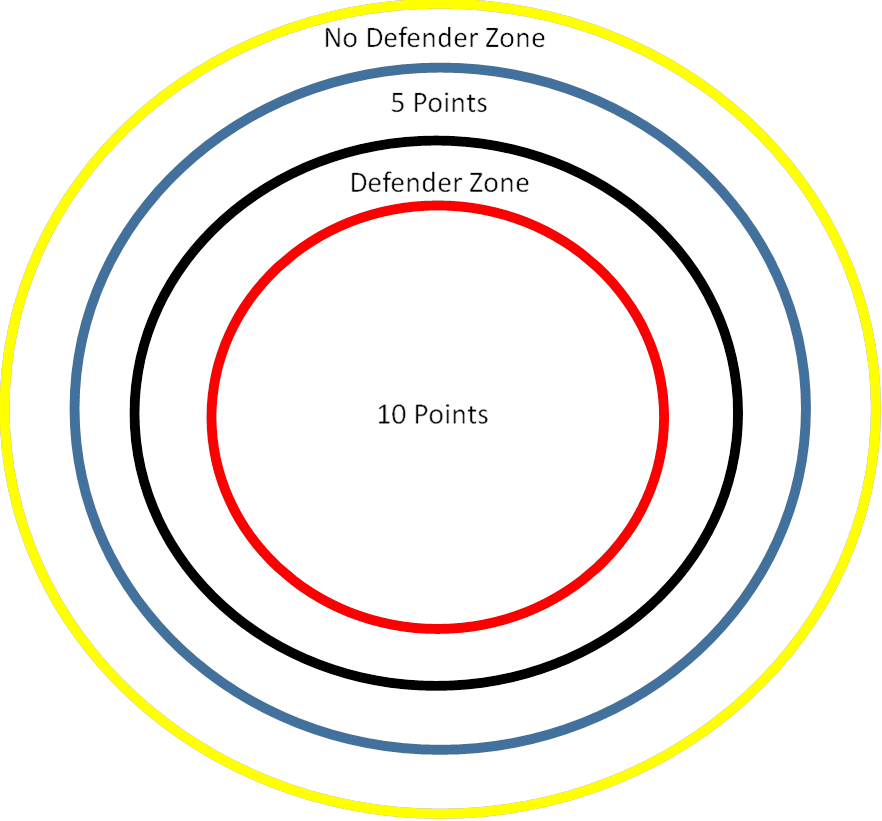 No Defender Zone
5 Points
Defender Zone
10 Points